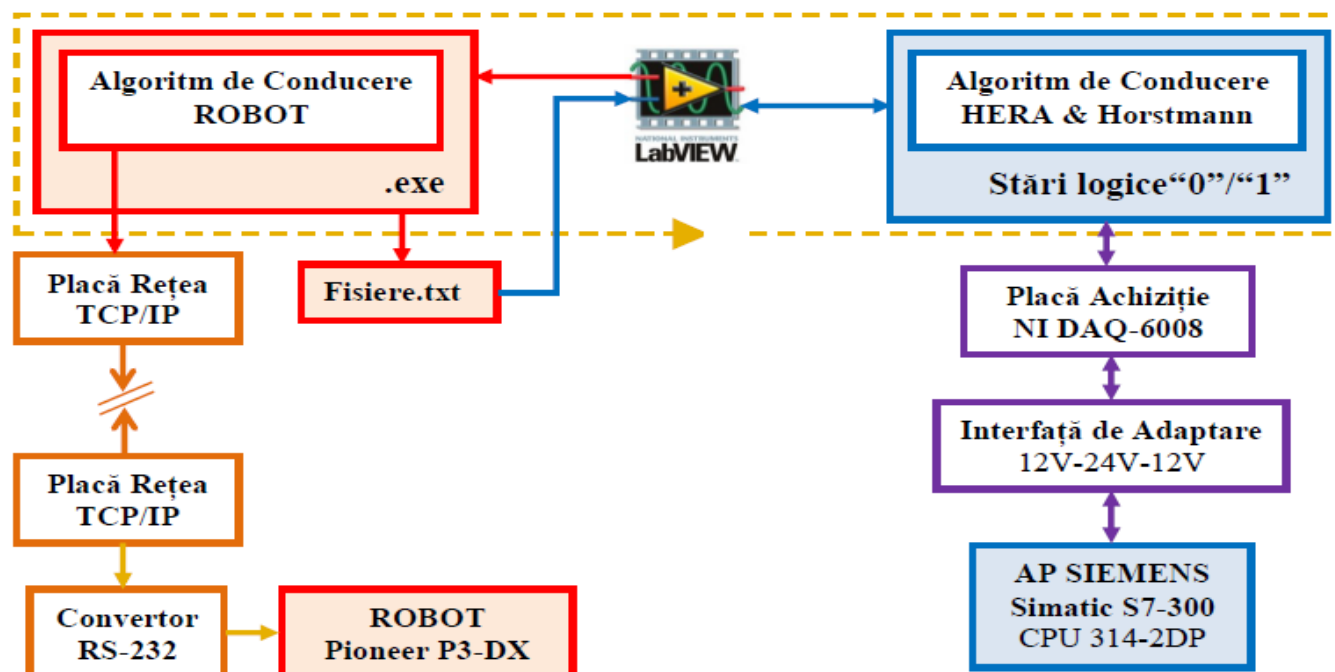 Algoritm de Conducere
ROBOT
.exe
NATIONAL INSTRUMENTS
LabVIEW
Algoritm de Conducere
HERA & Horstmann
Stări logice“0”/“1”
Placă Rețea
TCP/IP
Fisiere.txt
Placă Achiziție
NI DAQ-6008
Interfață de Adaptare
12V-24V-12V
Placă Rețea
TCP/IP
Convertor
RS-232
ROBOT
Pioneer P3-DX
AP SIEMENS
Simatic S7-300
CPU 314-2DP